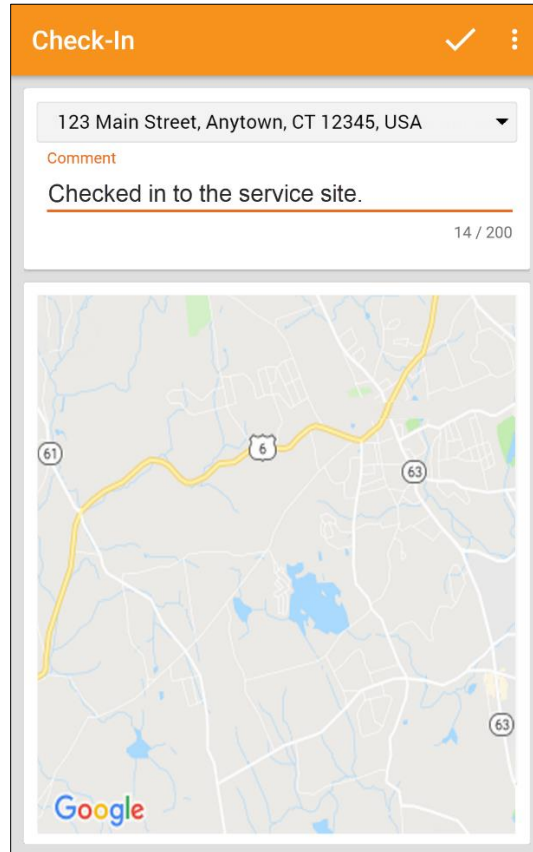 Check-In
123 Main Street, Anytown, CT 12345, USA
Comment
Checked in to the service site.
14 / 200
6
61
63
63
Google